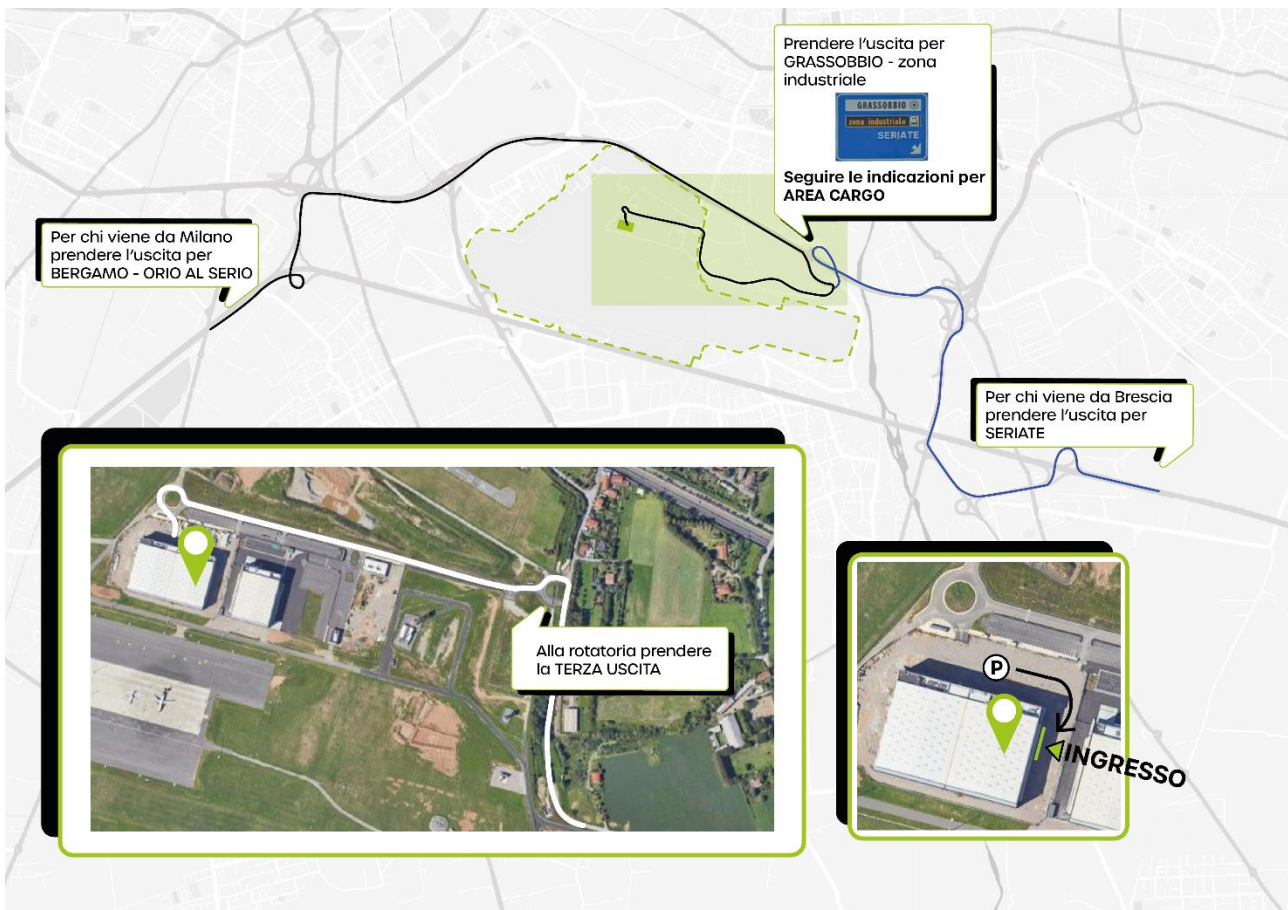 Prendere l'uscita per
GRASSOBBIO - zona
industriale
GRASSOBBIO
zona industriale
SERIATE
Seguire le indicazioni per
AREA CARGO
Per chi viene da Milano
prendere l'uscita per
BERGAMO - ORIO AL SERIO
Per chi viene da Brescia
prendere l'uscita per
SERIATE
Alla rotatoria prendere
la TERZA USCITA
P
INGRESSO